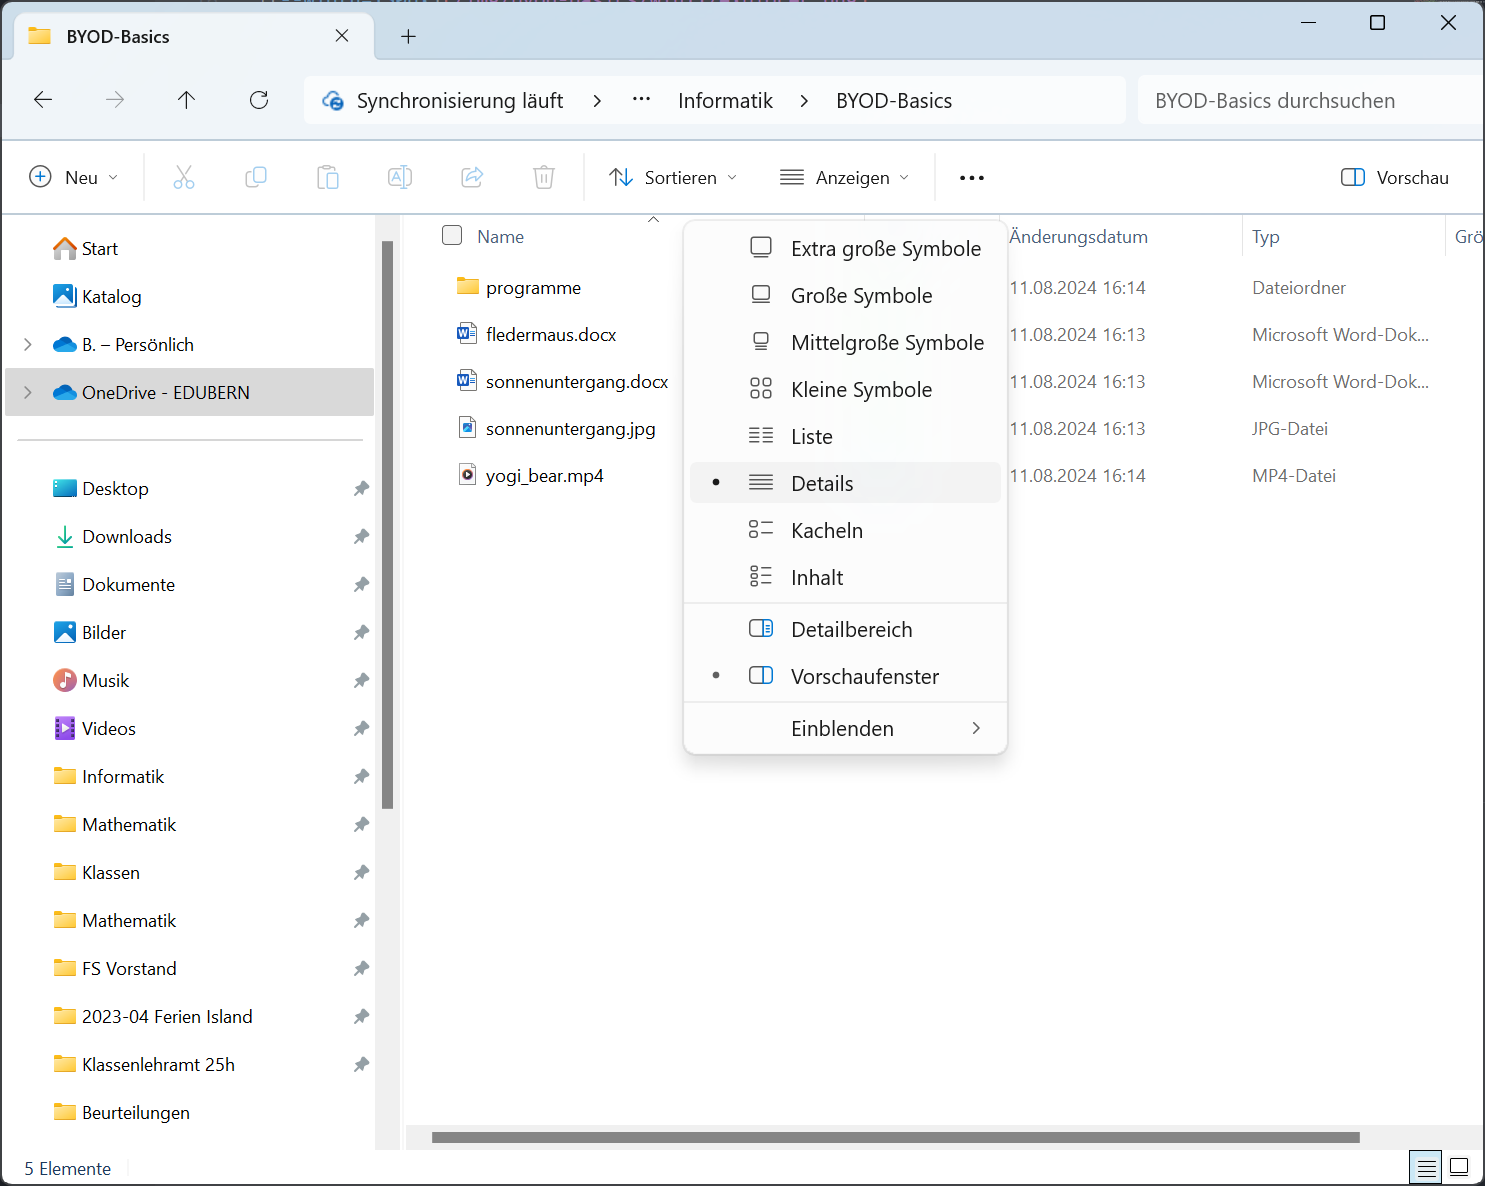 BYOD-Basics
Synchronisierung läuft > ... Informatik > BYOD-Basics
BYOD-Basics durchsuchen
Neu
Sortieren
Anzeigen
Vorschau
Start
Katalog
B. – Persönlich
OneDrive - EDUBERN
Desktop
Downloads
Dokumente
Bilder
Musik
Videos
Informatik
Mathematik
Klassen
Mathematik
FS Vorstand
2023-04 Ferien Island
Klassenlehramt 25h
Beurteilungen
Name Änderungsdatum Typ Grö
programme 11.08.2024 16:14 Dateiordner
fledermaus.docx 11.08.2024 16:13 Microsoft Word-Dok...
sonnenuntergang.docx 11.08.2024 16:13 Microsoft Word-Dok...
sonnenuntergang.jpg 11.08.2024 16:13 JPG-Datei
yogi_bear.mp4 11.08.2024 16:14 MP4-Datei
Extra große Symbole
Große Symbole
Mittelgroße Symbole
Kleine Symbole
Liste
Details
Kacheln
Inhalt
Detailbereich
Vorschaufenster
Einblenden
5 Elemente